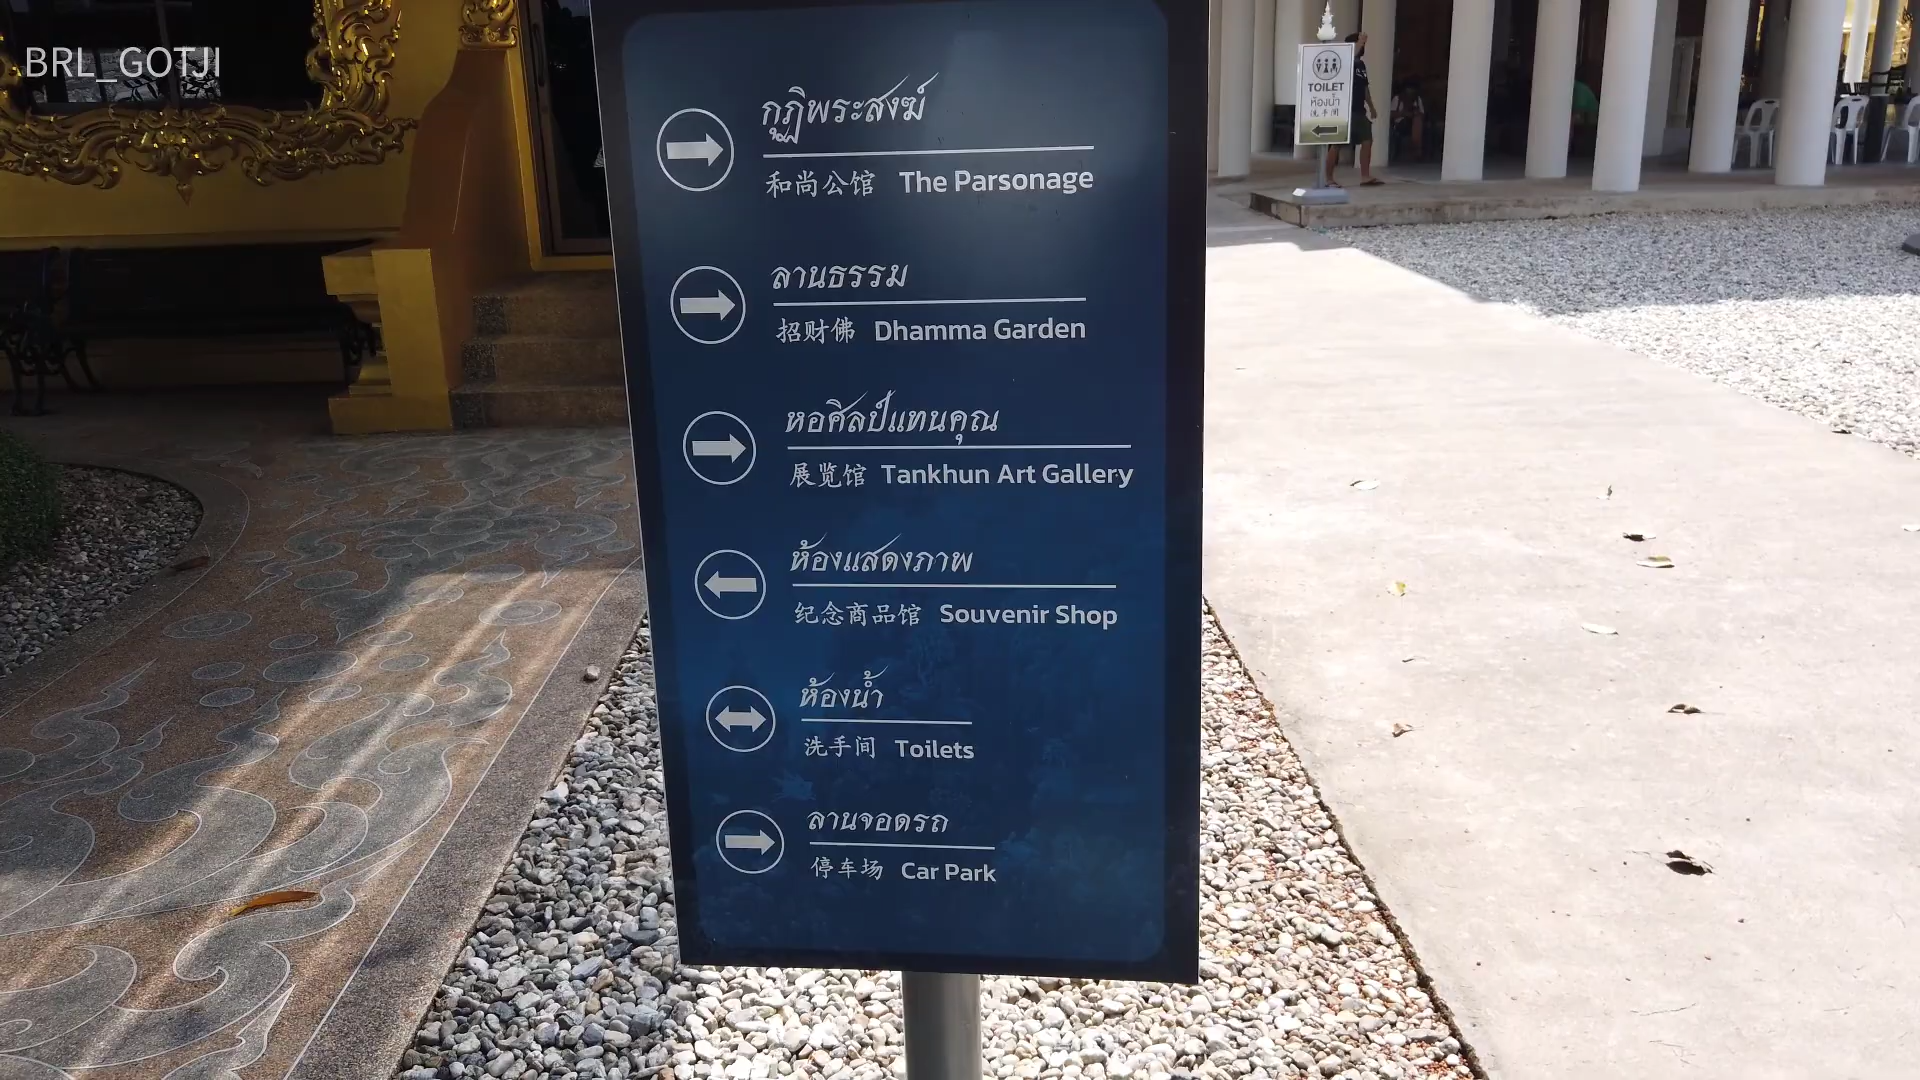 BRL_GOTJI
กุฏิพระสงฆ์
和尚公馆 The Parsonage
ลานธรรม
招财佛 Dhamma Garden
หอศิลป์แทนคุณ
展览馆 Tankhun Art Gallery
ห้องแสดงภาพ
纪念商品馆 Souvenir Shop
ห้องน้ำ
洗手间 Toilets
ลานจอดรถ
停车场 Car Park
TOILET
ห้องน้ำ
洗手间